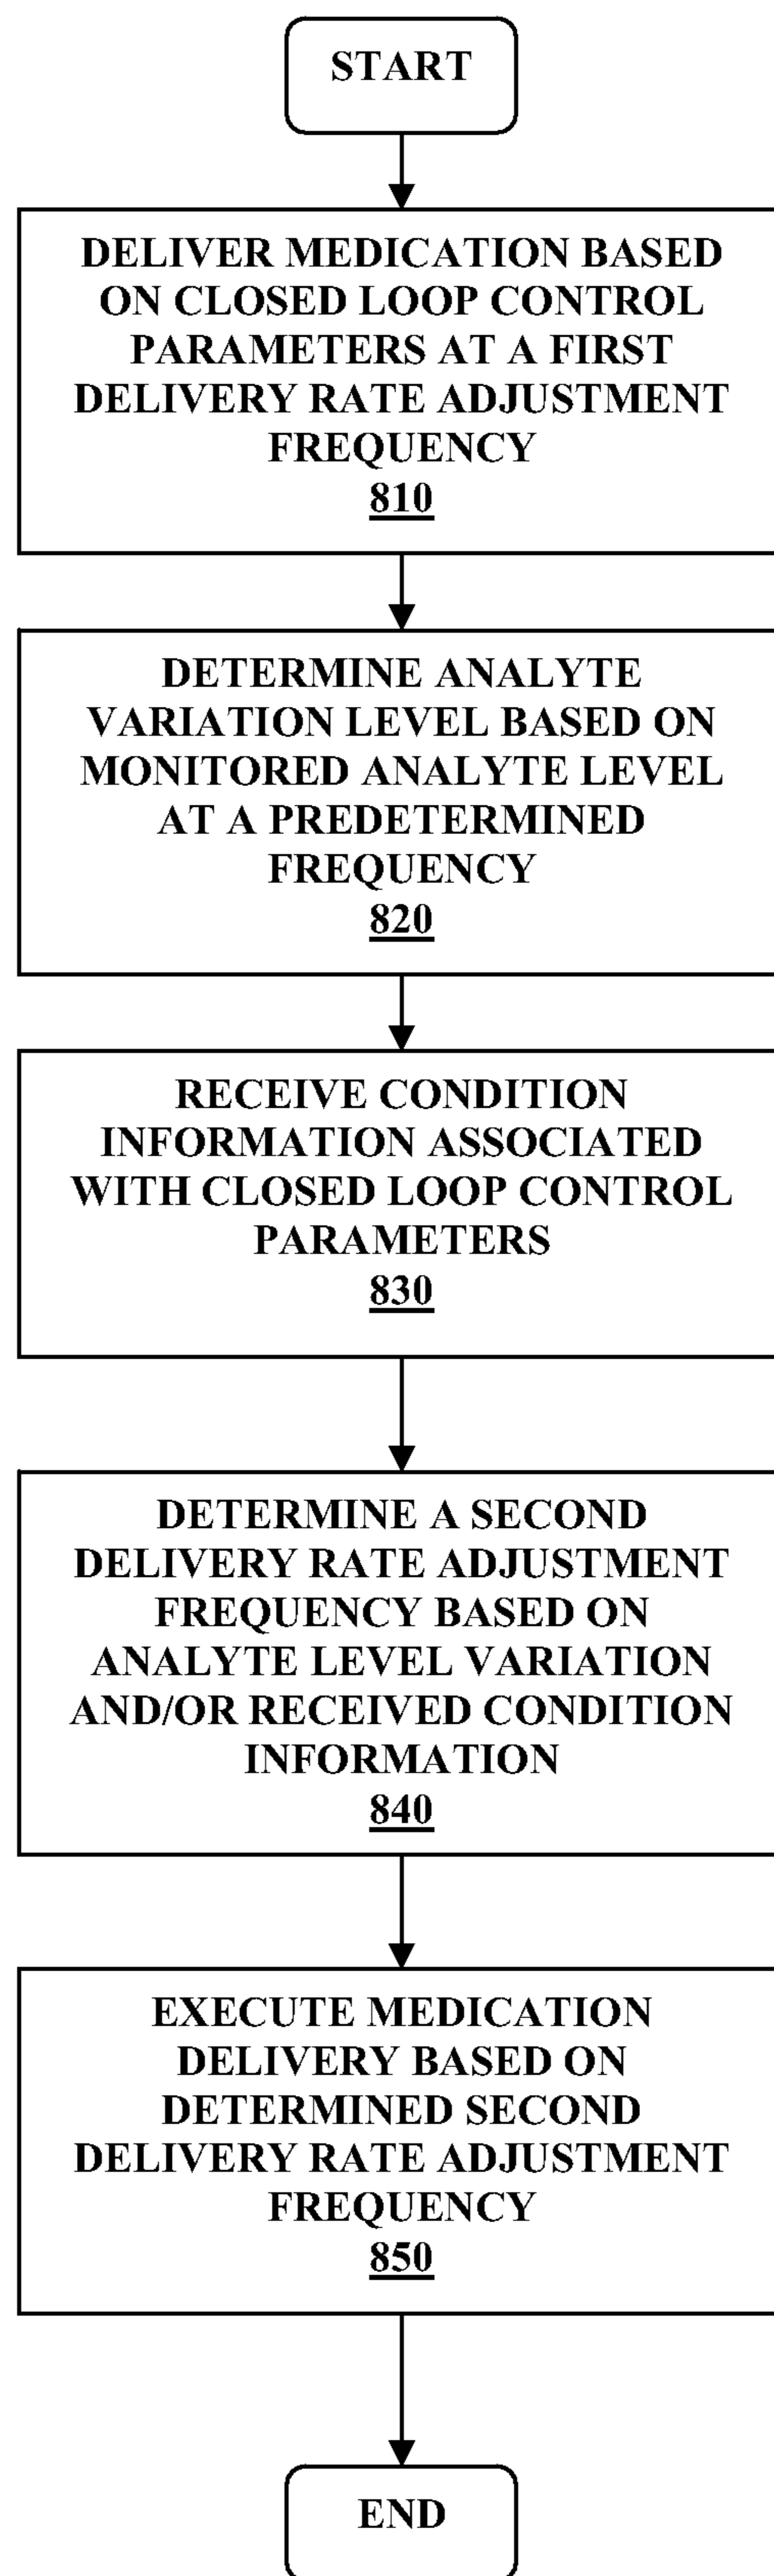 START
DELIVER MEDICATION BASED
ON CLOSED LOOP CONTROL
PARAMETERS AT A FIRST
DELIVERY RATE ADJUSTMENT
FREQUENCY
810
DETERMINE ANALYTE
VARIATION LEVEL BASED ON
MONITORED ANALYTE LEVEL
AT A PREDETERMINED
FREQUENCY
820
RECEIVE CONDITION
INFORMATION ASSOCIATED
WITH CLOSED LOOP CONTROL
PARAMETERS
830
DETERMINE A SECOND
DELIVERY RATE ADJUSTMENT
FREQUENCY BASED ON
ANALYTE LEVEL VARIATION
AND/OR RECEIVED CONDITION
INFORMATION
840
EXECUTE MEDICATION
DELIVERY BASED ON
DETERMINED SECOND
DELIVERY RATE ADJUSTMENT
FREQUENCY
850
END